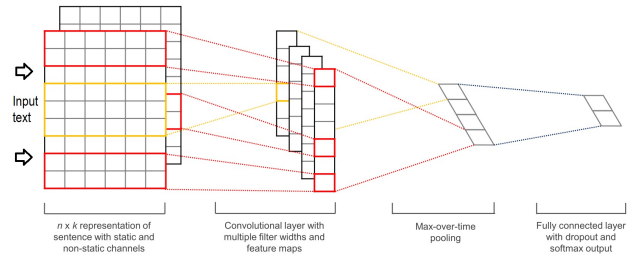 Input
text
n x k representation of
sentence with static and
non-static channels
Convolutional layer with
multiple filter widths and
feature maps
Max-over-time
pooling
Fully connected layer
with dropout and
softmax output